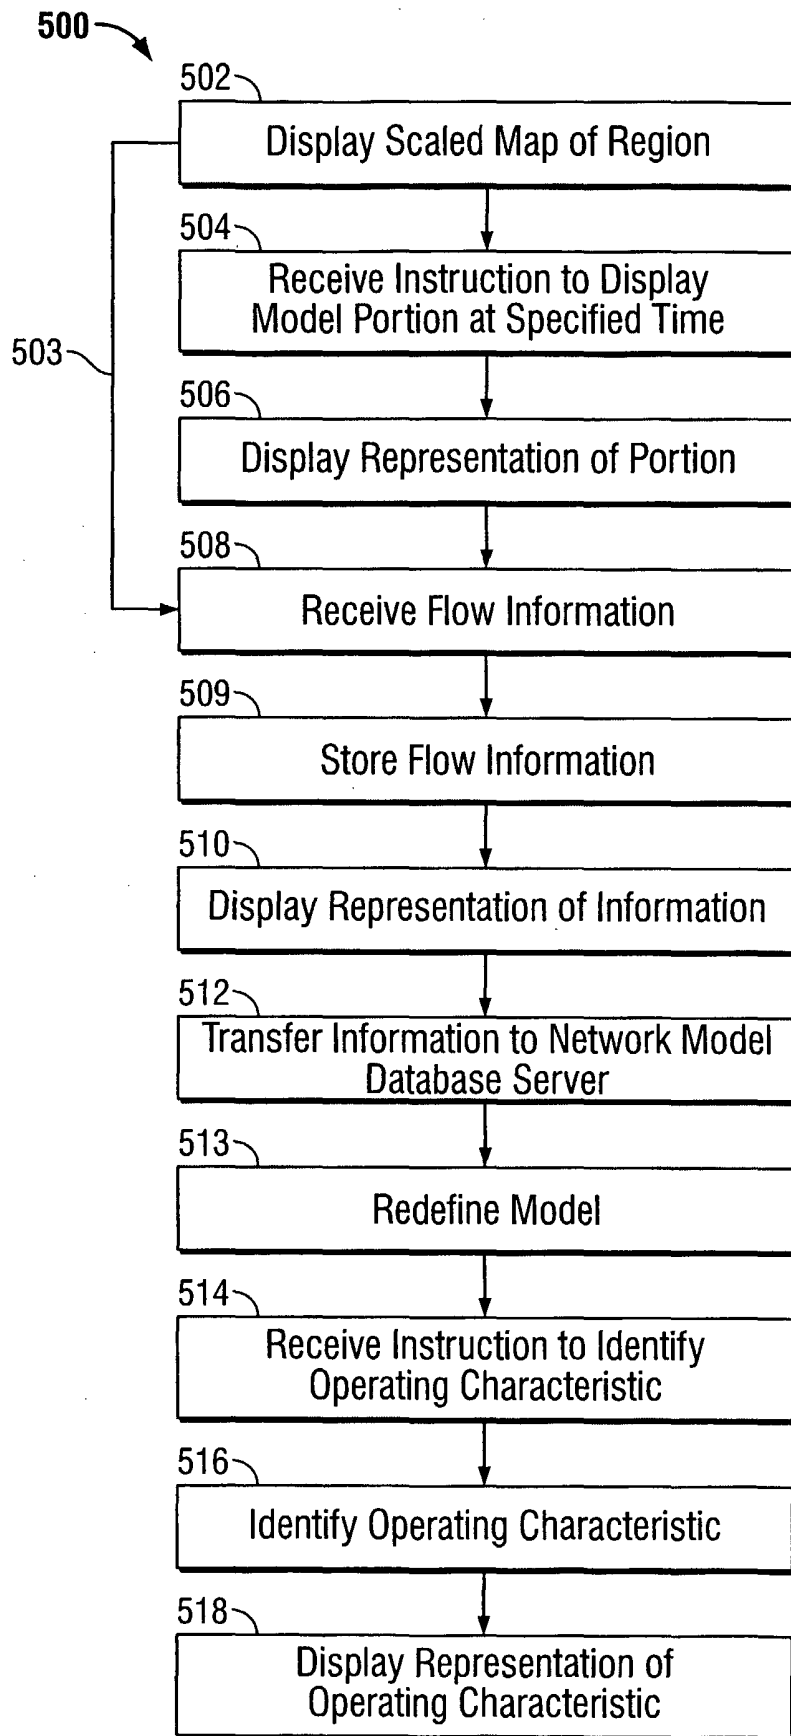 500
502
Display Scaled Map of Region
504
Receive Instruction to Display
Model Portion at Specified Time
503
506
Display Representation of Portion
508
Receive Flow Information
509
Store Flow Information
510
Display Representation of Information
512
Transfer Information to Network Model
Database Server
513
Redefine Model
514
Receive Instruction to Identify
Operating Characteristic
516
Identify Operating Characteristic
518
Display Representation of
Operating Characteristic